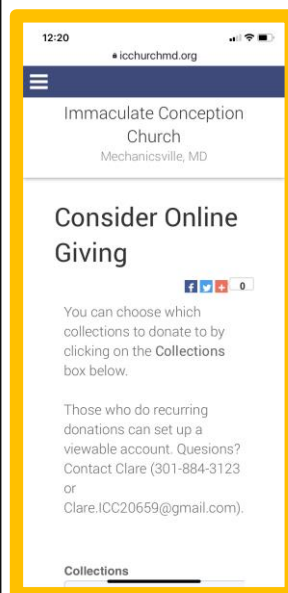 12:20
icchurchmd.org
Immaculate Conception
Church
Mechanicsville, MD
Consider Online
Giving
f
+ 0
You can choose which
collections to donate to by
clicking on the Collections
box below.
Those who do recurring
donations can set up a
viewable account. Quesions?
Contact Clare (301-884-3123
or
Clare.ICC20659@gmail.com).
Collections